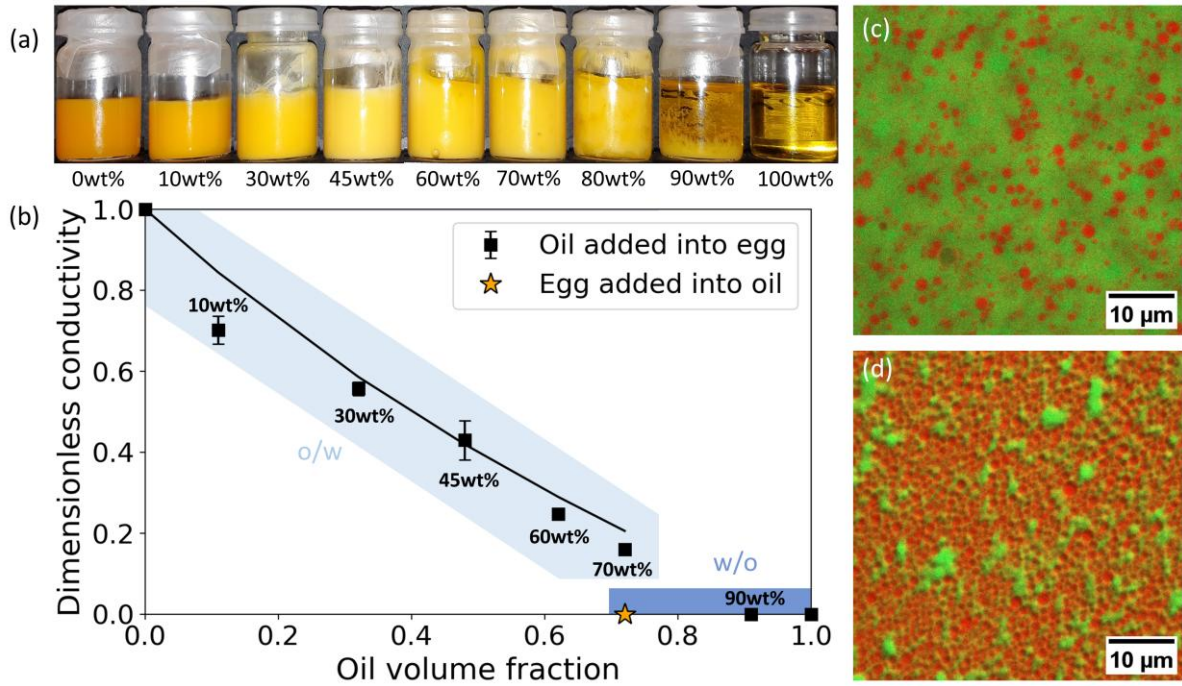 (a)
0wt% 10wt% 30wt% 45wt% 60wt% 70wt% 80wt% 90wt% 100wt%
(b)
Dimensionless conductivity
1.0
0.8
0.6
0.4
0.2
0.0
Oil added into egg
Egg added into oil
10wt%
30wt%
o/w
45wt%
60wt%
70wt%
w/o
90wt%
0.0 0.2 0.4 0.6 0.8 1.0
Oil volume fraction
(c)
10 µm
(d)
10 µm